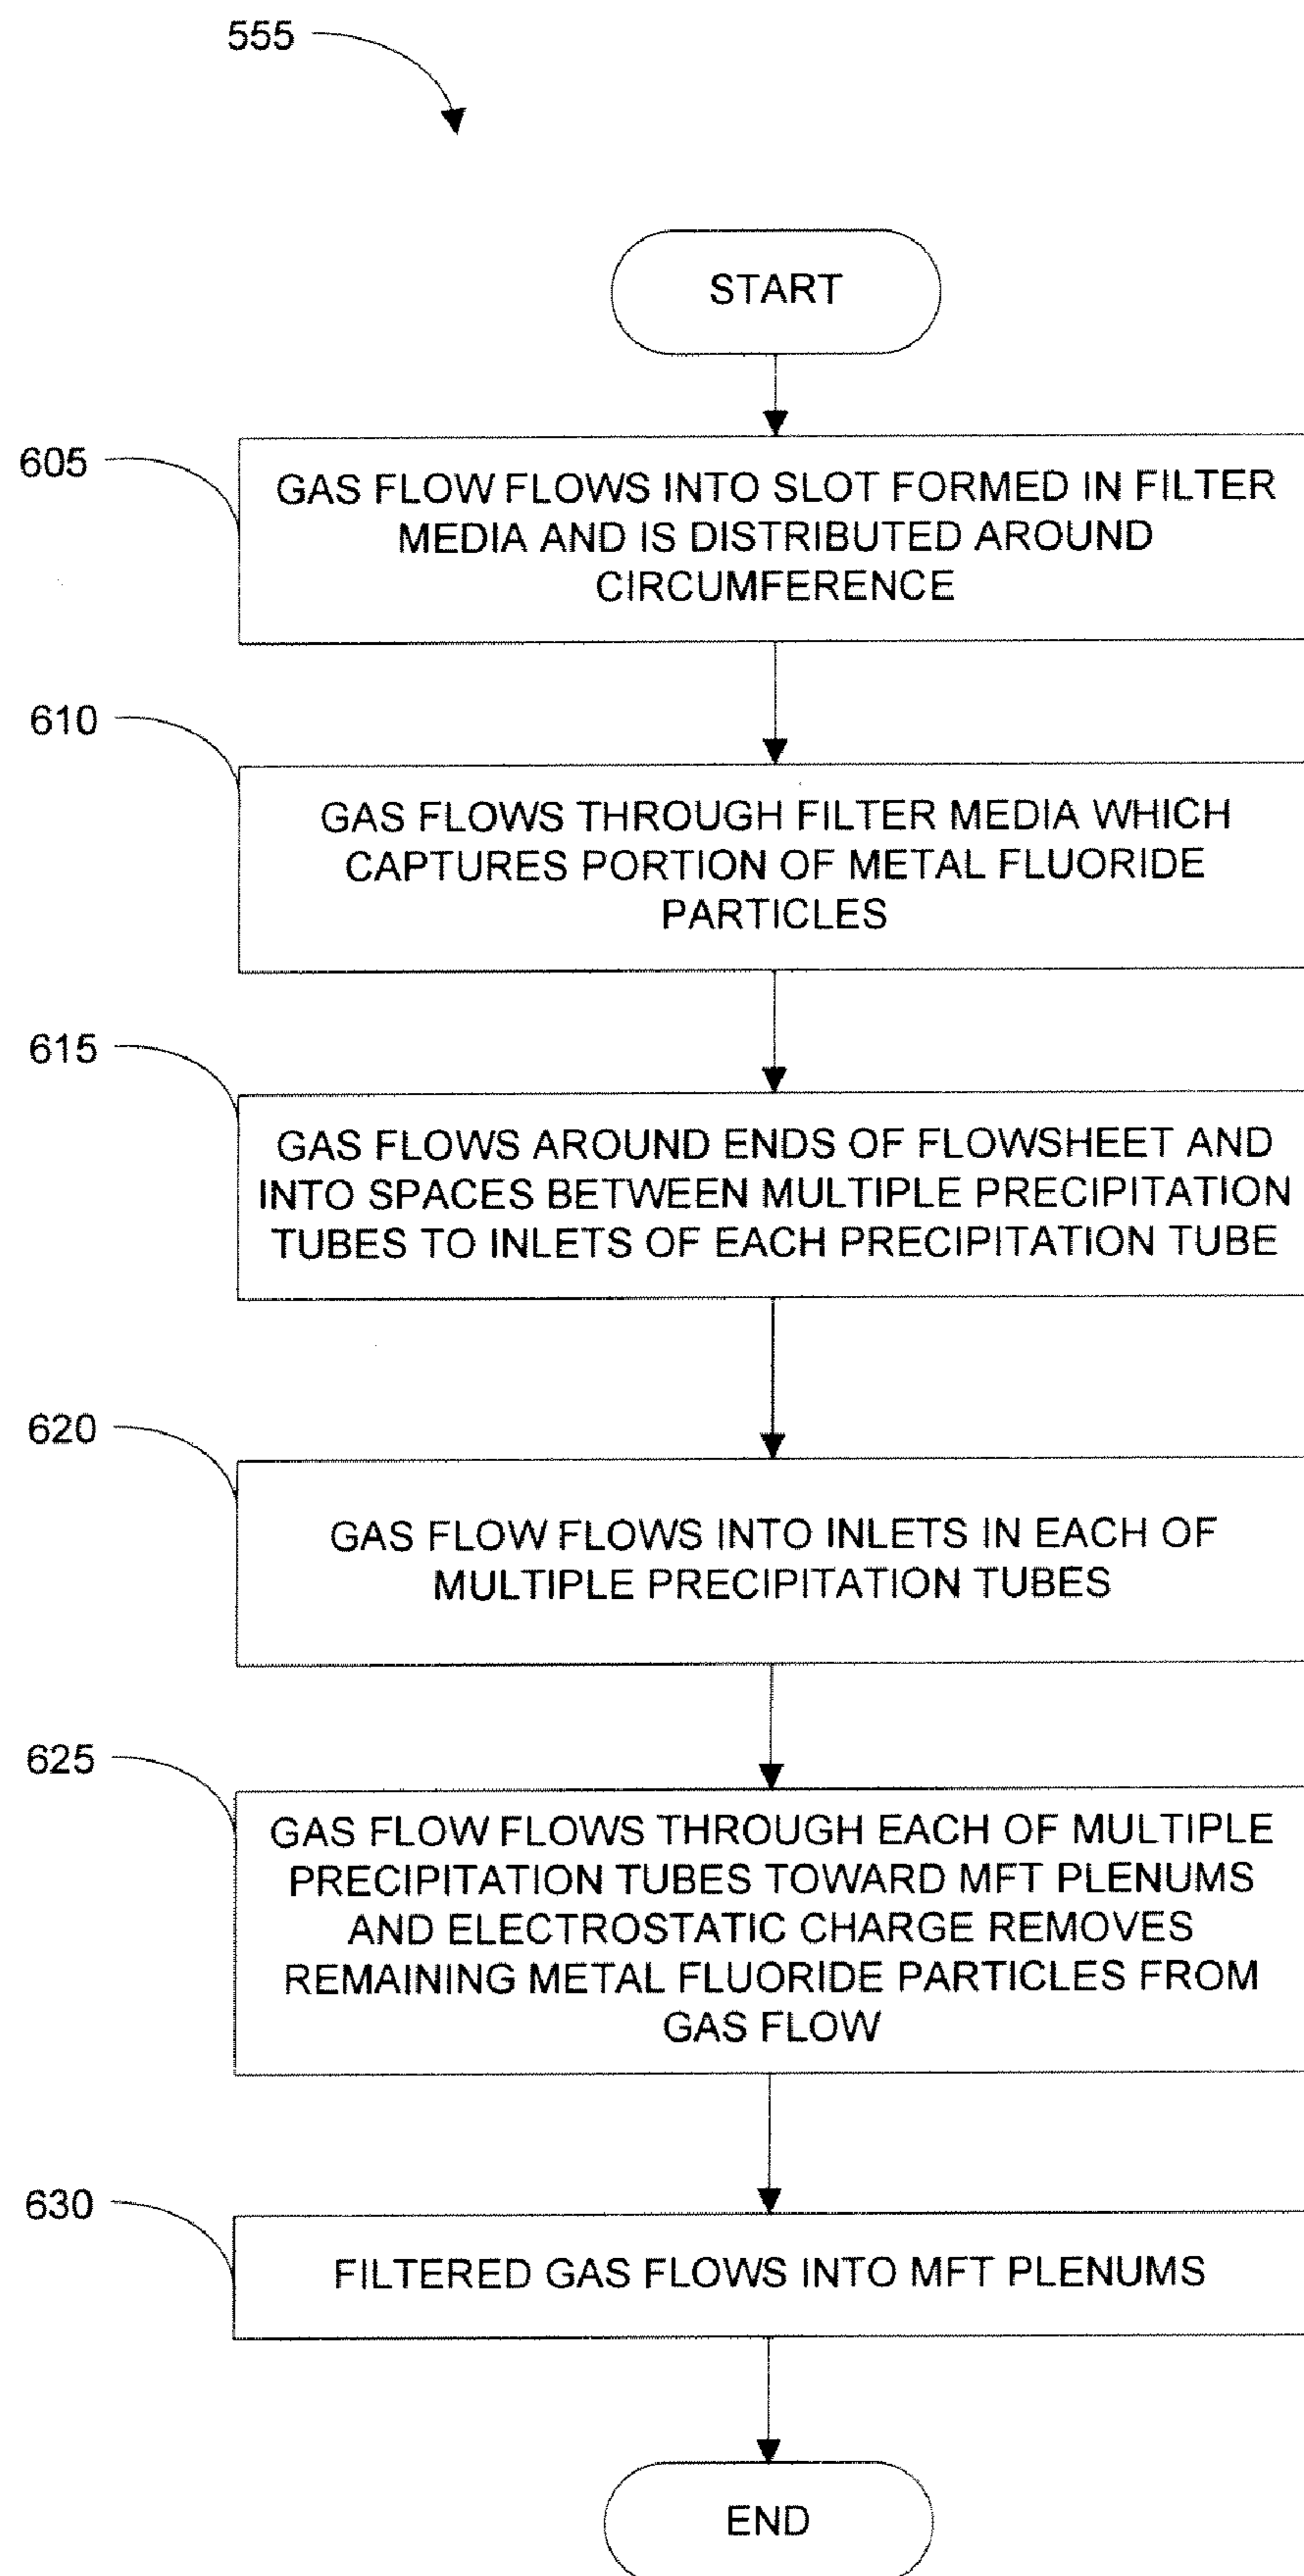 555
START
605
GAS FLOW FLOWS INTO SLOT FORMED IN FILTER
MEDIA AND IS DISTRIBUTED AROUND
CIRCUMFERENCE
610
GAS FLOWS THROUGH FILTER MEDIA WHICH
CAPTURES PORTION OF METAL FLUORIDE
PARTICLES
615
GAS FLOWS AROUND ENDS OF FLOWSHEET AND
INTO SPACES BETWEEN MULTIPLE PRECIPITATION
TUBES TO INLETS OF EACH PRECIPITATION TUBE
620
GAS FLOW FLOWS INTO INLETS IN EACH OF
MULTIPLE PRECIPITATION TUBES
625
GAS FLOW FLOWS THROUGH EACH OF MULTIPLE
PRECIPITATION TUBES TOWARD MFT PLENUMS
AND ELECTROSTATIC CHARGE REMOVES
REMAINING METAL FLUORIDE PARTICLES FROM
GAS FLOW
630
FILTERED GAS FLOWS INTO MFT PLENUMS
END